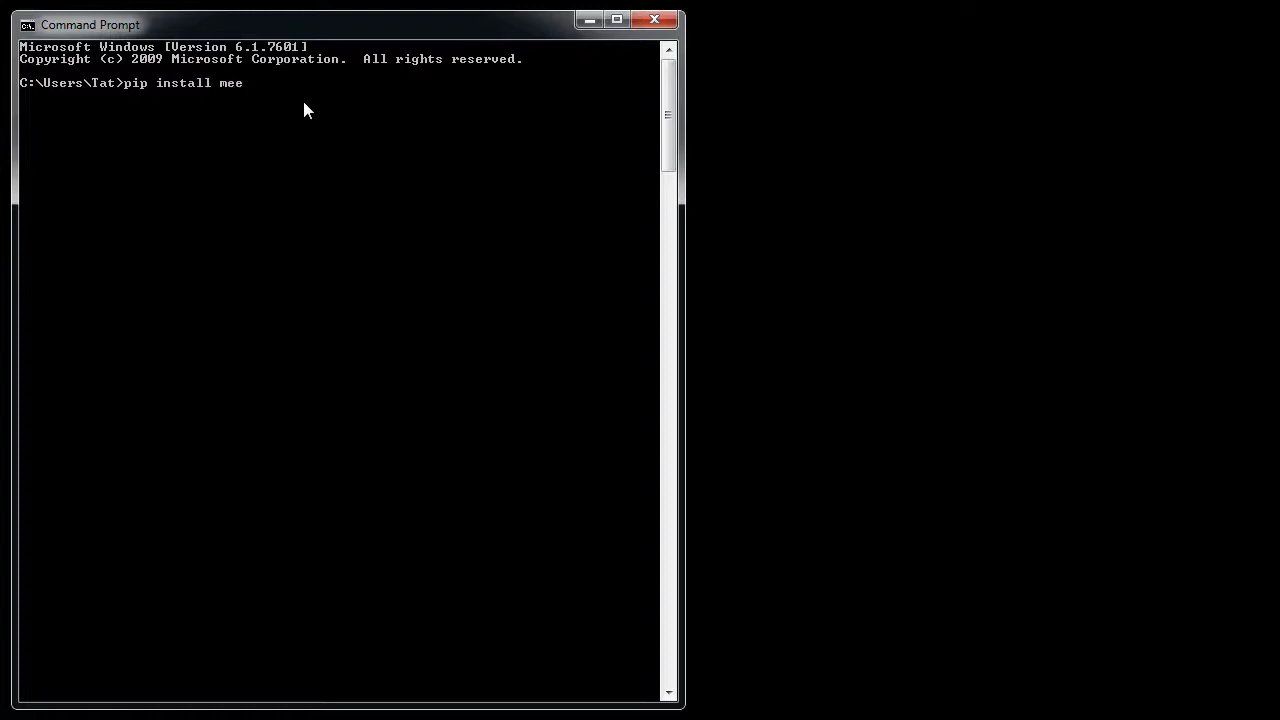 Command Prompt
Microsoft Windows [Version 6.1.7601]
Copyright (c) 2009 Microsoft Corporation.  All rights reserved.
C:\Users\Tat>pip install mee